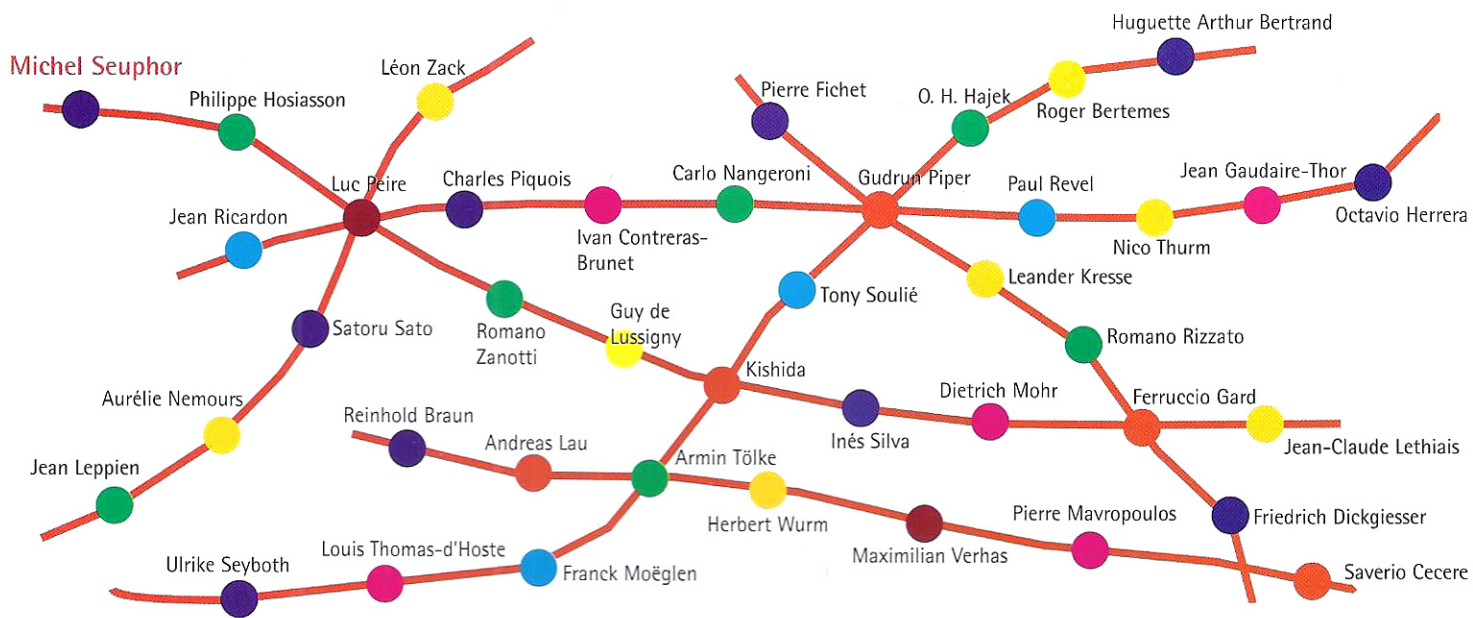 Huguette Arthur Bertrand
Michel Seuphor
Léon Zack
Philippe Hosiasson
Pierre Fichet
O. H. Hajek
Roger Bertemes
Luc Peire
Charles Piquois
Carlo Nangeroni
Gudrun Piper
Paul Revel
Jean Gaudaire-Thor
Jean Ricardon
Ivan Contreras-
Brunet
Nico Thurm
Octavio Herrera
Leander Kresse
Tony Soulié
Satoru Sato
Romano
Zanotti
Guy de
Lussigny
Romano Rizzato
Kishida
Aurélie Nemours
Reinhold Braun
Dietrich Mohr
Ferruccio Gard
Andreas Lau
Inés Silva
Jean-Claude Lethiais
Jean Leppien
Armin Tölke
Herbert Wurm
Pierre Mavropoulos
Friedrich Dickgiesser
Louis Thomas-d'Hoste
Maximilian Verhas
Ulrike Seyboth
Franck Moëglen
Saverio Cecere